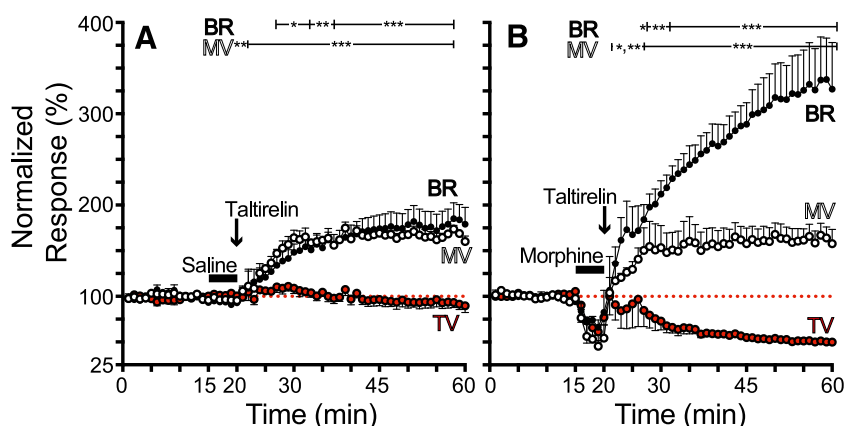 400
300
200
100
25
Normalized
Response (%)
A
BR
MV
* ** ***
** ***
Taltirelin
Saline
BR
MV
TV
0 15 20 30 45 60
Time (min)
B
BR
MV
* ** ***
*,** ***
Taltirelin
Morphine
BR
MV
TV
0 15 20 30 45 60
Time (min)